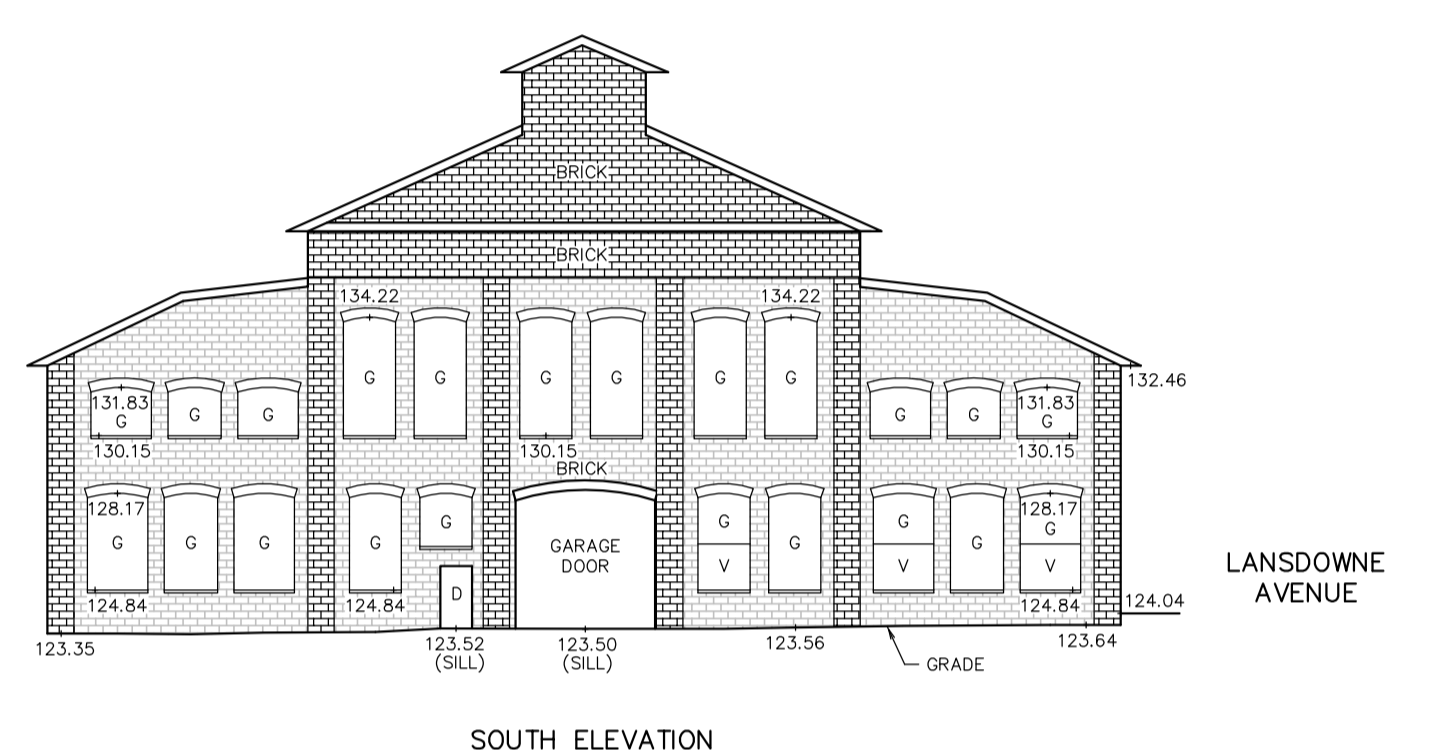 BRICK
BRICK
134.22 134.22
G G G G G G
132.46
131.83 131.83
G G G G G G
130.15 130.15 130.15
BRICK
128.17 128.17
G G G G
G G G G
GARAGE
DOOR
G G G G G
V V V
D
124.84 124.84 124.84
124.04
LANSDOWNE
AVENUE
123.35 123.52 123.50 123.56 123.64
(SILL) (SILL)
GRADE
SOUTH ELEVATION